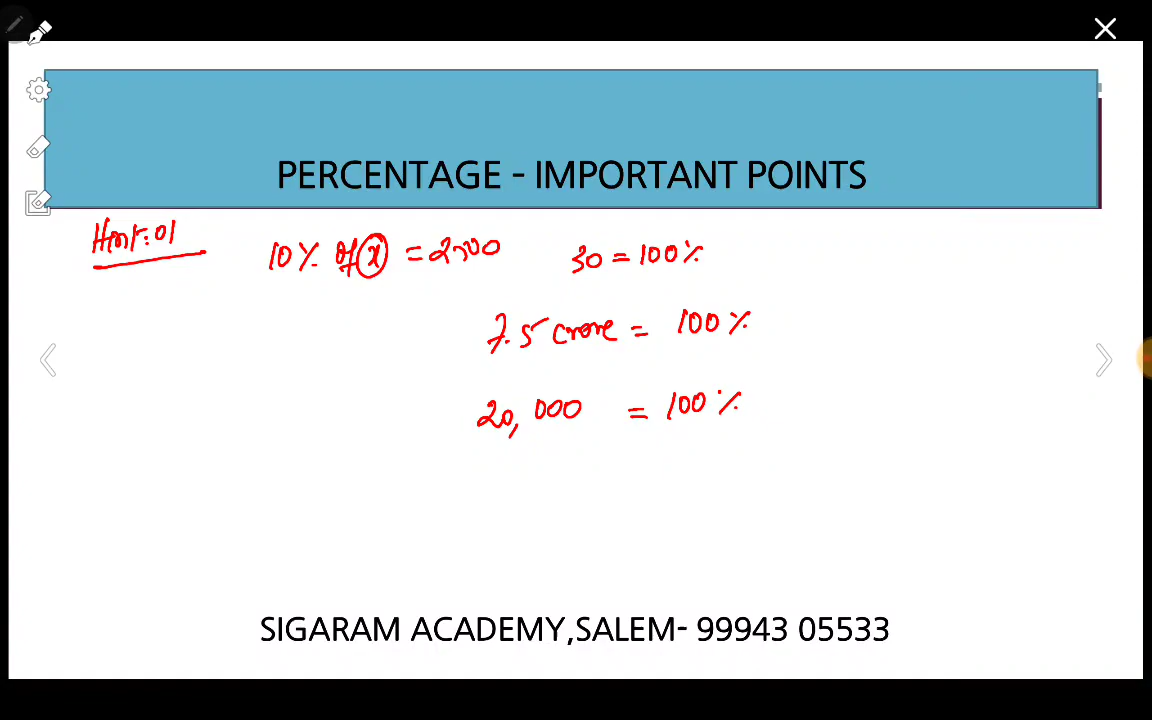 PERCENTAGE - IMPORTANT POINTS
Hint:01
10% of x = 2500
30 = 100%
7.5 crore = 100%
20,000 = 100%
SIGARAM ACADEMY,SALEM- 99943 05533